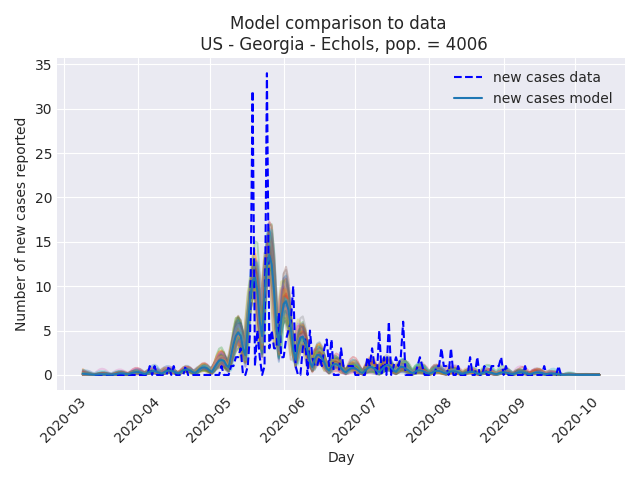 Model comparison to data
US - Georgia - Echols, pop. = 4006
new cases data
new cases model
Number of new cases reported
35
30
25
20
15
10
5
0
2020-03
2020-04
2020-05
2020-06
2020-07
2020-08
2020-09
2020-10
Day